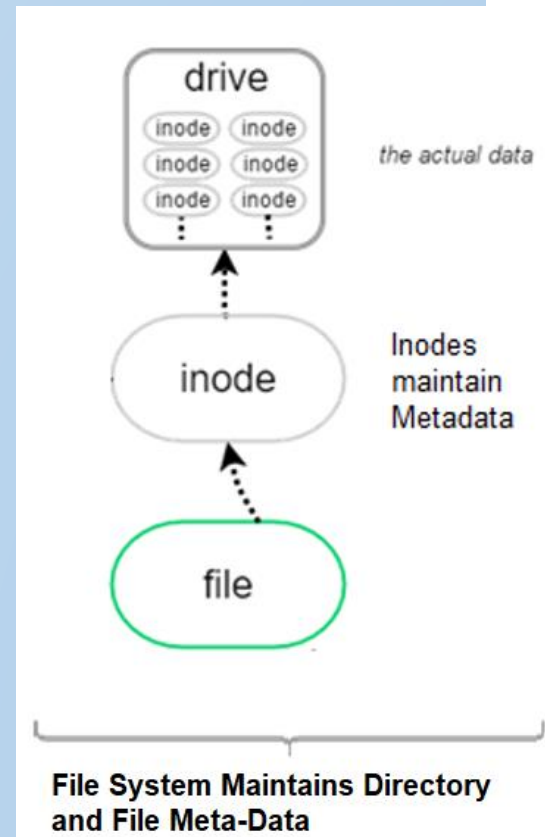 drive
inode inode
inode inode
inode inode
the actual data
inode
Inodes
maintain
Metadata
file
File System Maintains Directory
and File Meta-Data